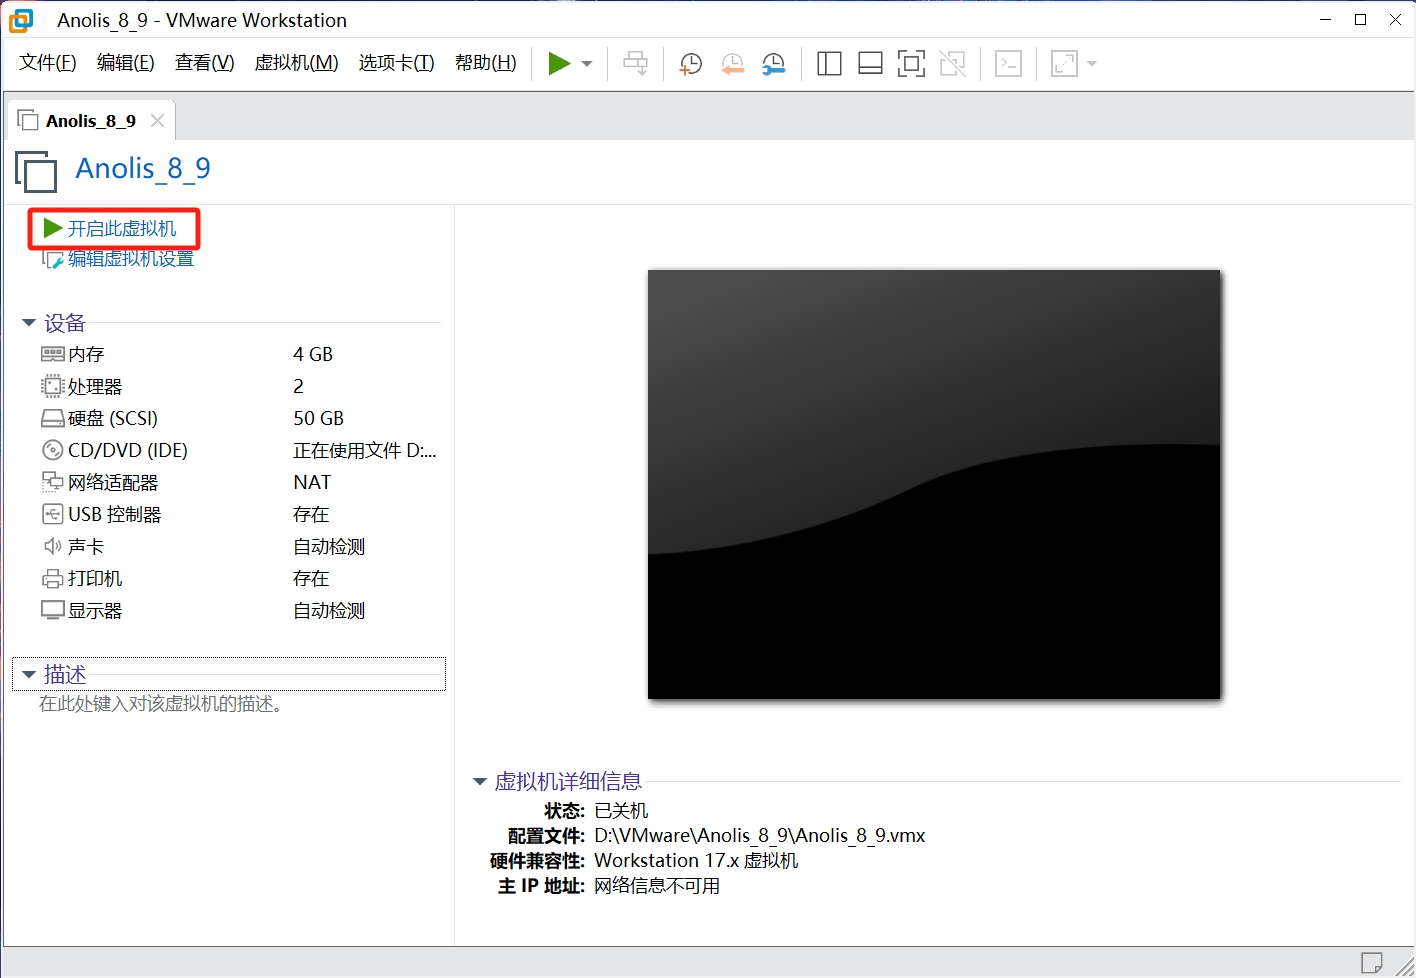 Anolis_8_9 - VMware Workstation
文件(F) 编辑(E) 查看(V) 虚拟机(M) 选项卡(T) 帮助(H)
Anolis_8_9
Anolis_8_9
开启此虚拟机
编辑虚拟机设置
设备
内存 4 GB
处理器 2
硬盘 (SCSI) 50 GB
CD/DVD (IDE) 正在使用文件 D:...
网络适配器 NAT
USB 控制器 存在
声卡 自动检测
打印机 存在
显示器 自动检测
描述
在此处键入对该虚拟机的描述。
虚拟机详细信息
状态: 已关机
配置文件: D:\VMware\Anolis_8_9\Anolis_8_9.vmx
硬件兼容性: Workstation 17.x 虚拟机
主 IP 地址: 网络信息不可用